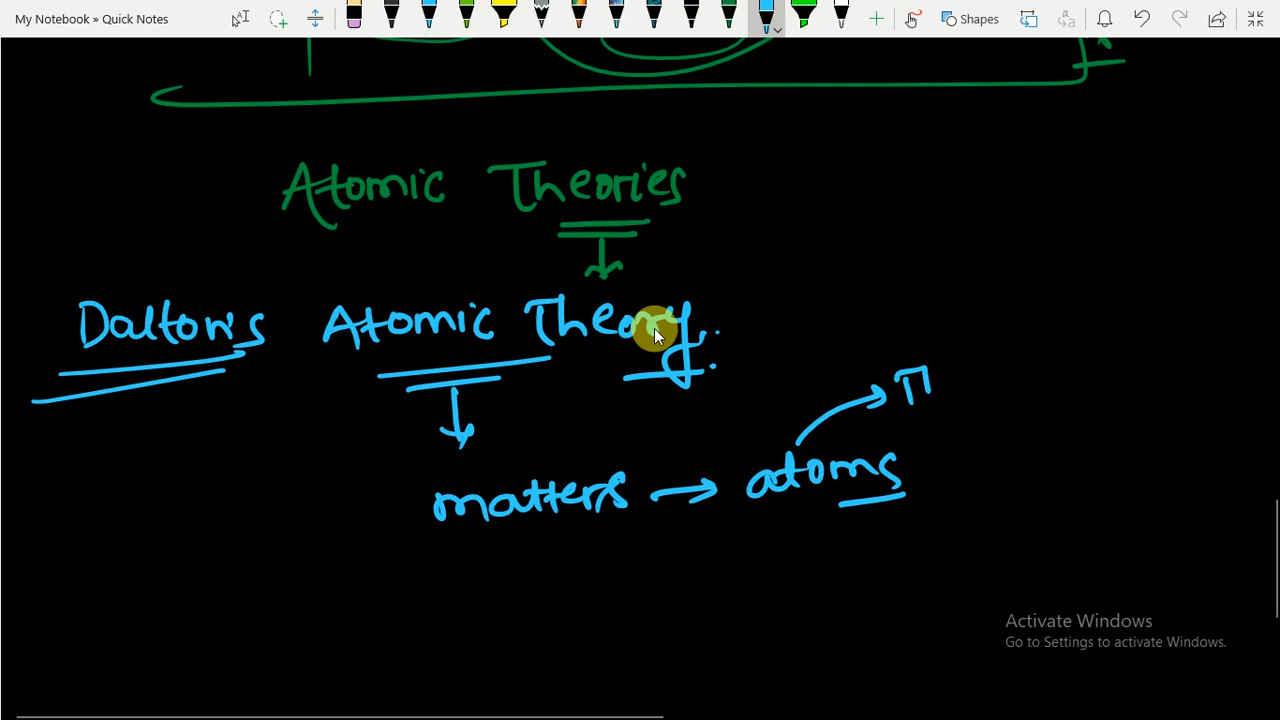 My Notebook » Quick Notes
Shapes
Atomic Theories
Dalton's Atomic Theory.
matters → atoms
Activate Windows
Go to Settings to activate Windows.